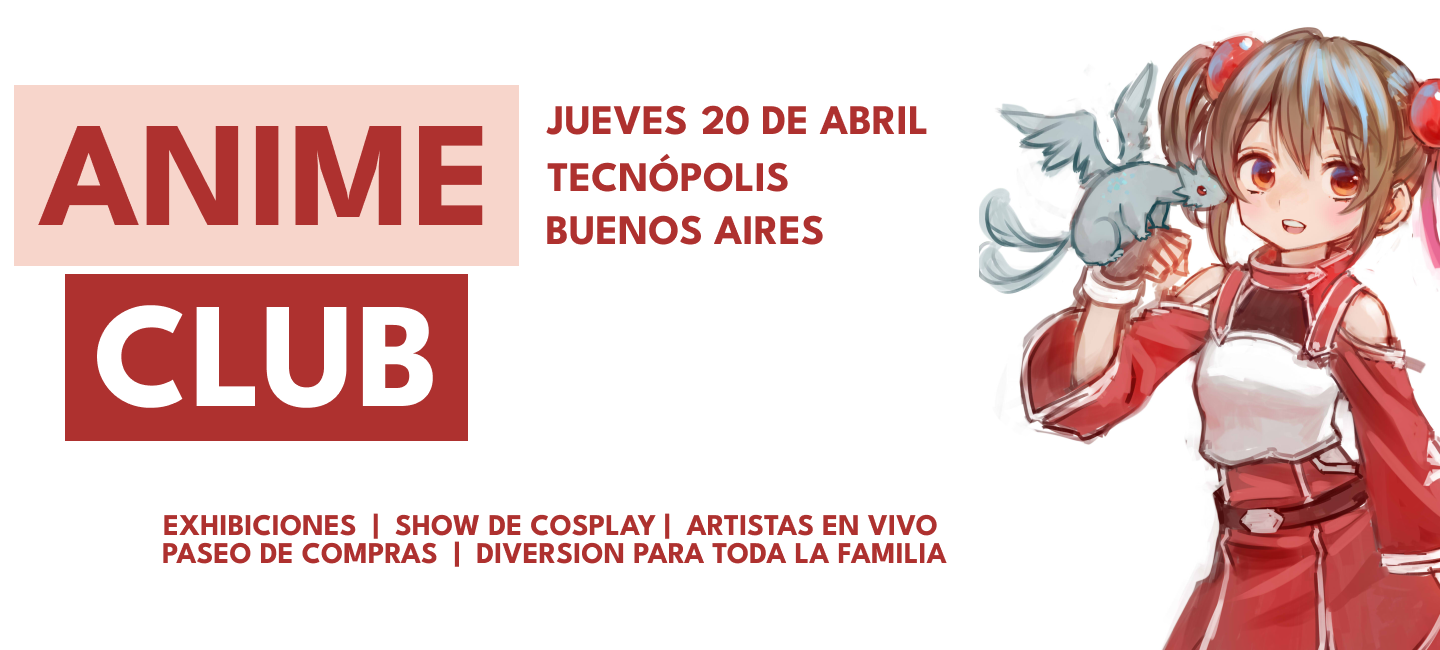 ANIME
CLUB
JUEVES 20 DE ABRIL
TECNÓPOLIS
BUENOS AIRES
EXHIBICIONES | SHOW DE COSPLAY | ARTISTAS EN VIVO
PASEO DE COMPRAS | DIVERSION PARA TODA LA FAMILIA